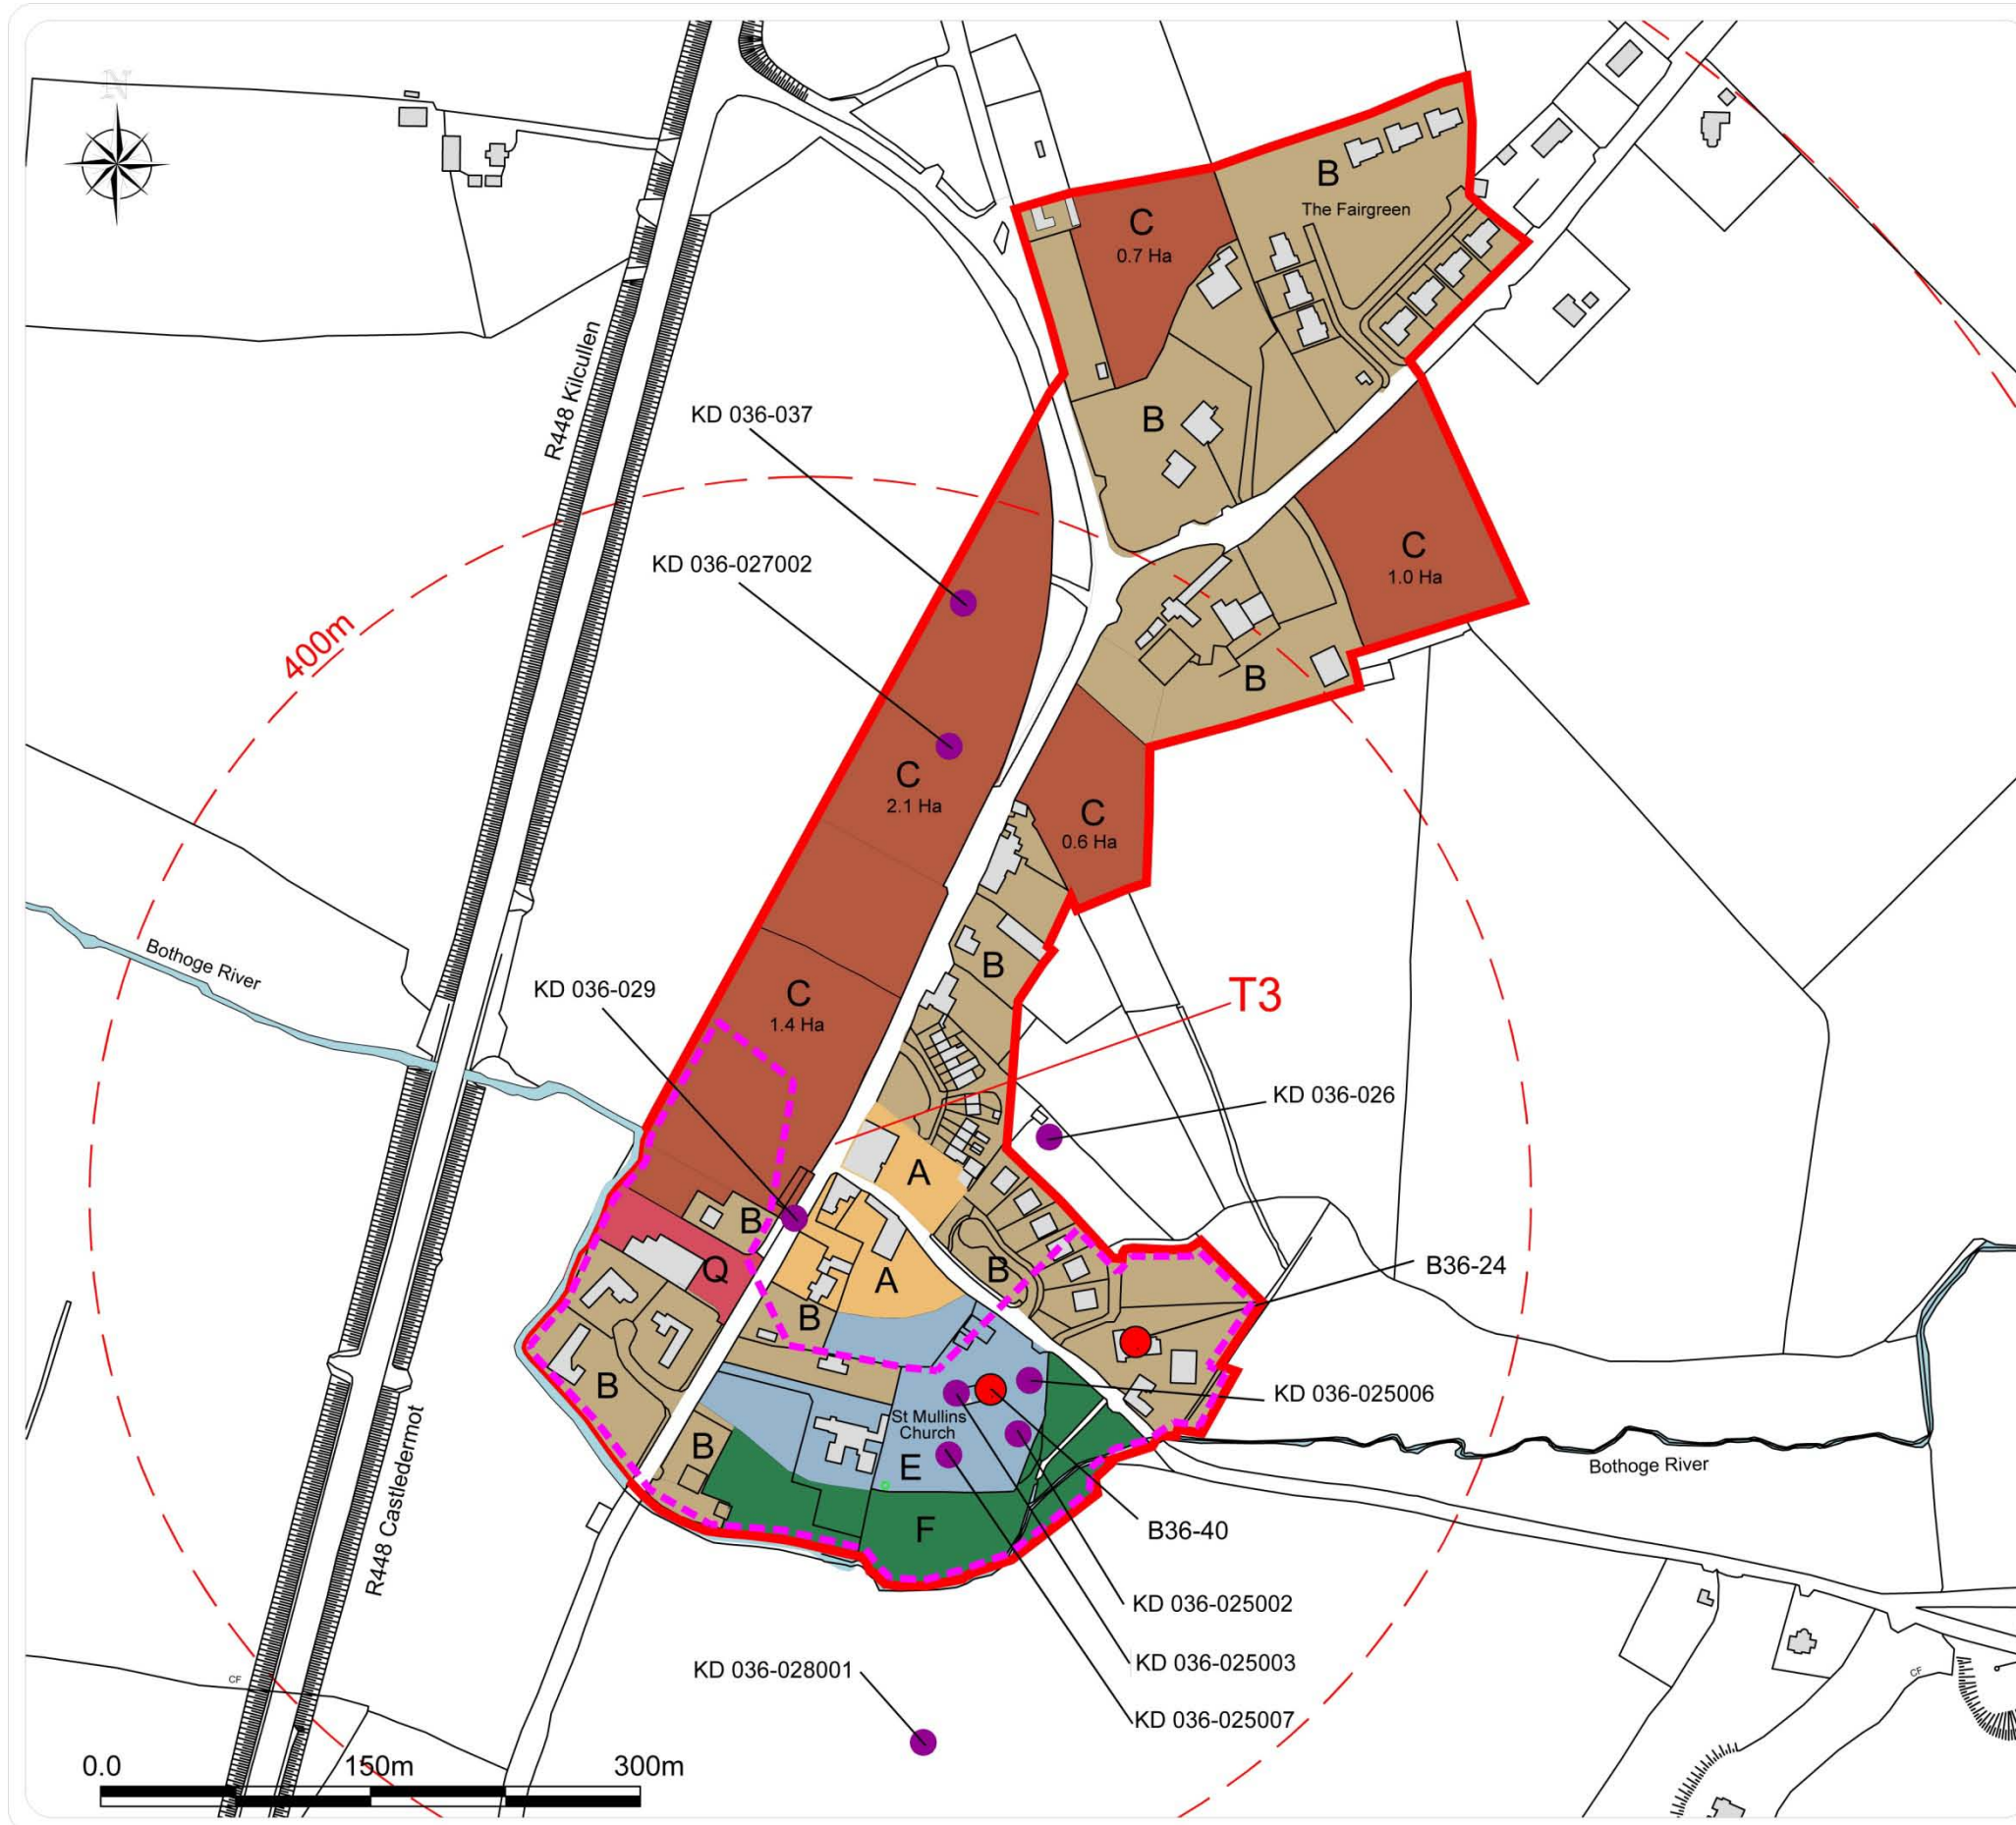 N
B
The Fairgreen
C
0.7 Ha
R448 Kilcullen
KD 036-037
B
KD 036-027002
C
1.0 Ha
400m
B
C
2.1 Ha
C
0.6 Ha
Bothoge River
B
KD 036-029
C
1.4 Ha
T3
KD 036-026
A
B
Q
A
B
B
B36-24
B
KD 036-025006
St Mullins
Church
B
E
Bothoge River
R448 Castledermot
F
B36-40
KD 036-025002
KD 036-025003
KD 036-028001
KD 036-025007
CF
CF
0.0
150m
300m